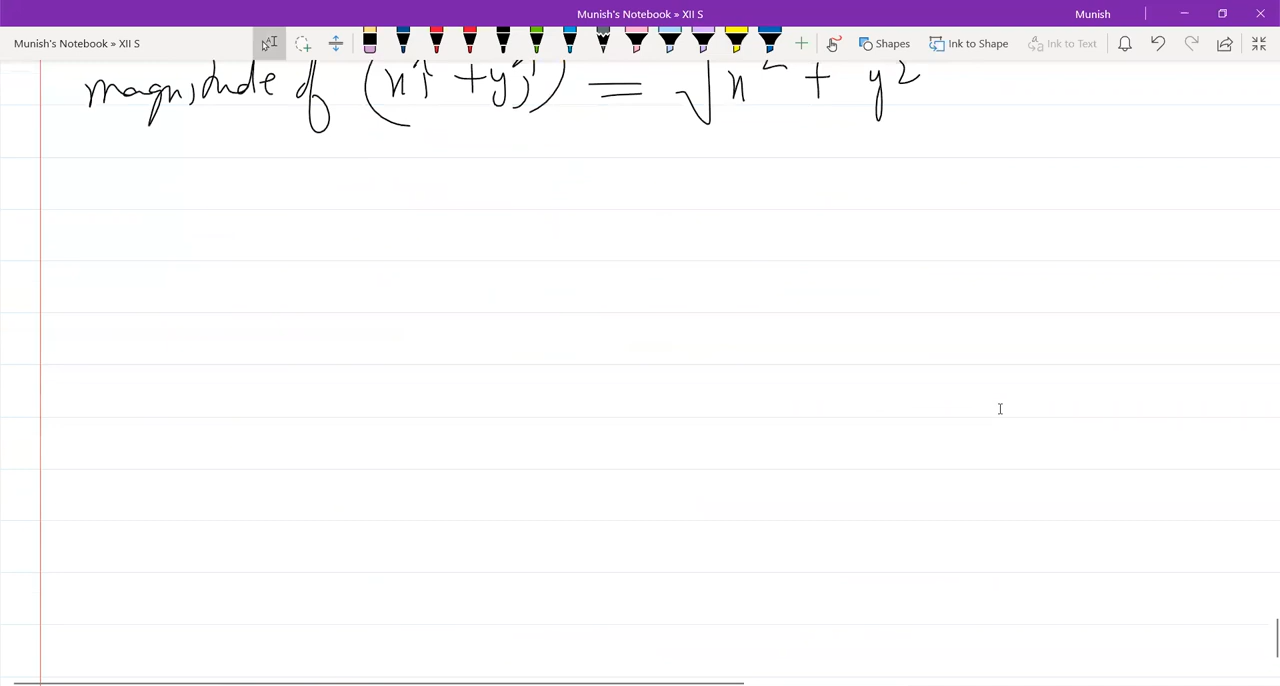 Munish's Notebook » XII S
Munish
Munish's Notebook » XII S
Shapes
Ink to Shape
Ink to Text
magnitude of (xî + yĵ) = √x² + y²